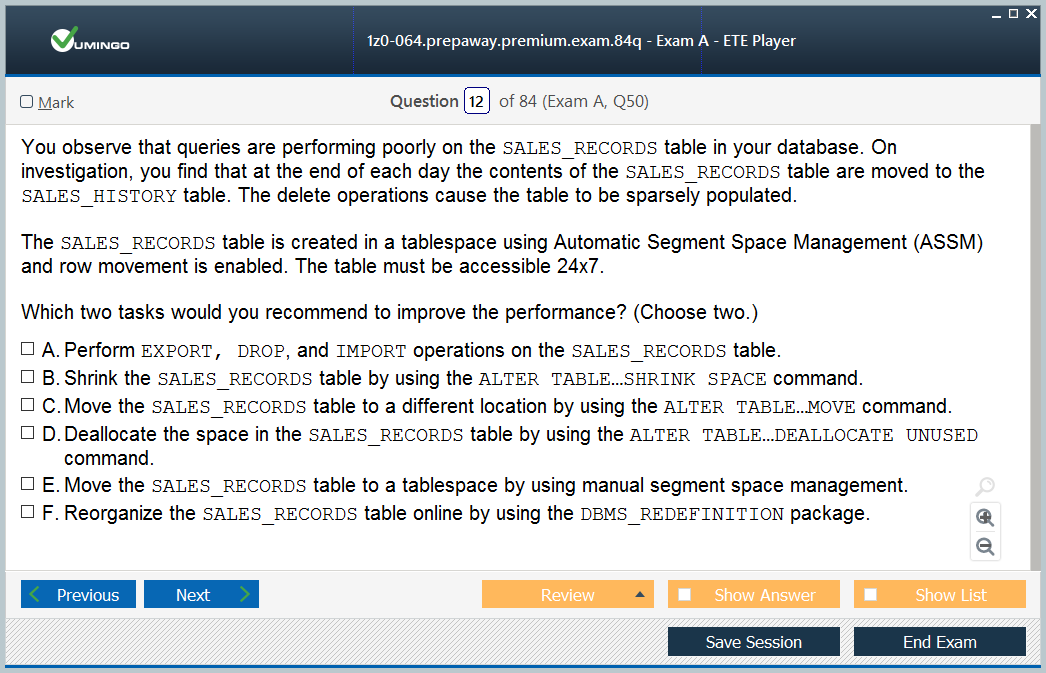 VUMINGO
1z0-064.prepaway.premium.exam.84q - Exam A - ETE Player
Mark
Question 12 of 84 (Exam A, Q50)
You observe that queries are performing poorly on the SALES_RECORDS table in your database. On
investigation, you find that at the end of each day the contents of the SALES_RECORDS table are moved to the
SALES_HISTORY table. The delete operations cause the table to be sparsely populated.
The SALES_RECORDS table is created in a tablespace using Automatic Segment Space Management (ASSM)
and row movement is enabled. The table must be accessible 24x7.
Which two tasks would you recommend to improve the performance? (Choose two.)
A. Perform EXPORT, DROP, and IMPORT operations on the SALES_RECORDS table.
B. Shrink the SALES_RECORDS table by using the ALTER TABLE…SHRINK SPACE command.
C. Move the SALES_RECORDS table to a different location by using the ALTER TABLE…MOVE command.
D. Deallocate the space in the SALES_RECORDS table by using the ALTER TABLE…DEALLOCATE UNUSED
command.
E. Move the SALES_RECORDS table to a tablespace by using manual segment space management.
F. Reorganize the SALES_RECORDS table online by using the DBMS_REDEFINITION package.
Previous Next Review Show Answer Show List
Save Session End Exam